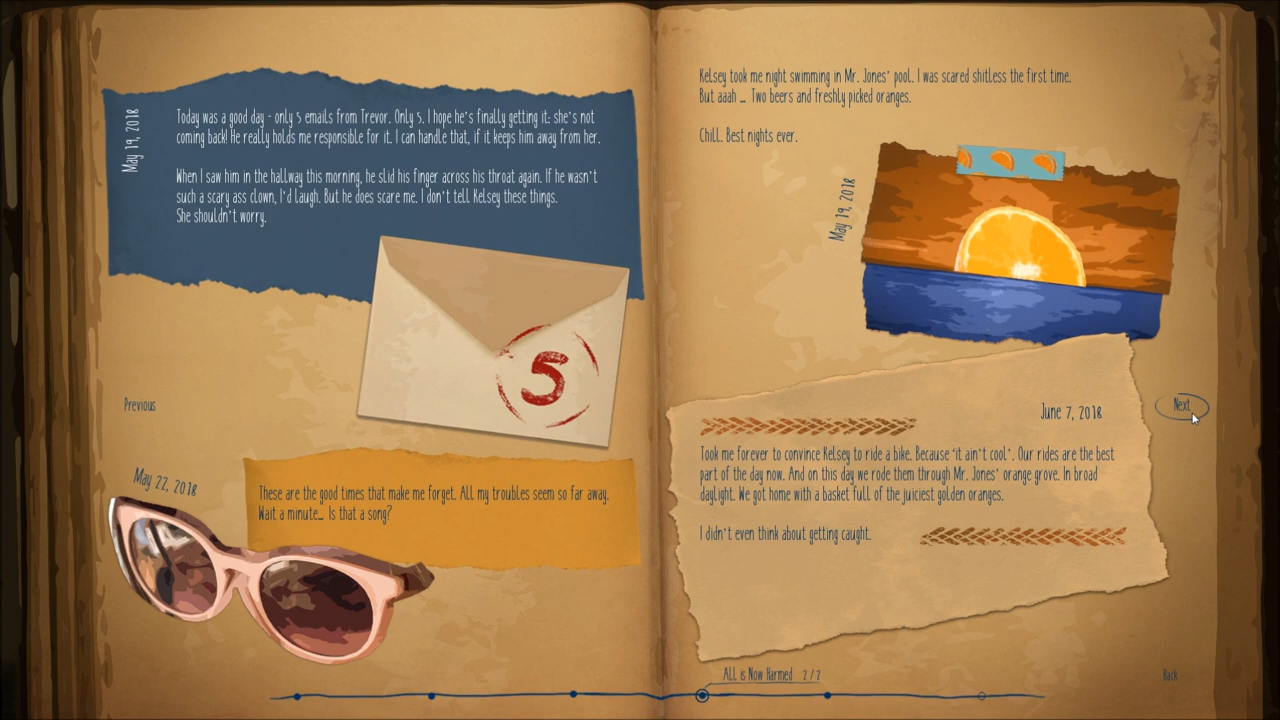 May 19, 2018
Today was a good day - only 5 emails from Trevor. Only 5. I hope he's finally getting it: she's not
coming back! He really holds me responsible for it. I can handle that, if it keeps him away from her.
When I saw him in the hallway this morning, he slid his finger across his throat again. If he wasn't
such a scary ass clown, I'd laugh. But he does scare me. I don't tell Kelsey these things.
She shouldn't worry.
5
Previous
May 22, 2018
These are the good times that make me forget. All my troubles seem so far away.
Wait a minute... Is that a song?
Kelsey took me night swimming in Mr. Jones' pool. I was scared shitless the first time.
But aaah ... Two beers and freshly picked oranges.
Chill. Best nights ever.
May 19, 2018
June 7, 2018
Took me forever to convince Kelsey to ride a bike. Because 'it ain't cool'. Our rides are the best
part of the day now. And on this day we rode them through Mr. Jones' orange grove. In broad
daylight. We got home with a basket full of the juiciest golden oranges.
I didn't even think about getting caught.
Next
ALL is Now Harmed 2 / 2
Back